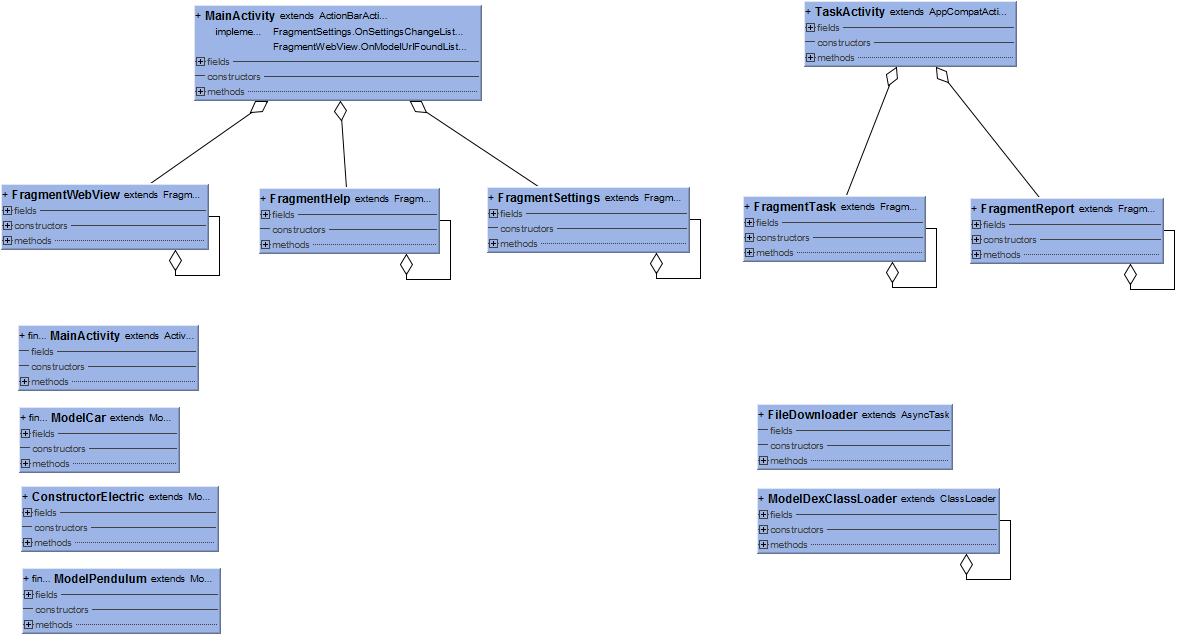 + MainActivity extends ActionBarActi...
impleme... FragmentSettings.OnSettingsChangeList...
FragmentWebView.OnModelUrlFoundList...
fields
constructors
methods
+ TaskActivity extends AppCompatActi...
fields
constructors
methods
+ FragmentWebView extends Fragm...
fields
constructors
methods
+ FragmentHelp extends Fragm...
fields
constructors
methods
+ FragmentSettings extends Fragm...
fields
constructors
methods
+ FragmentTask extends Fragm...
fields
constructors
methods
+ FragmentReport extends Fragm...
fields
constructors
methods
+ fin... MainActivity extends Activ...
fields
constructors
methods
+ fin... ModelCar extends Mo...
fields
constructors
methods
+ ConstructorElectric extends Mo...
fields
constructors
methods
+ fin... ModelPendulum extends Mo...
fields
constructors
methods
+ FileDownloader extends AsyncTask
fields
constructors
methods
+ ModelDexClassLoader extends ClassLoader
fields
constructors
methods